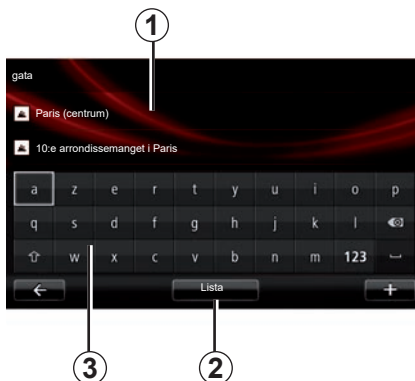 1
gata
Paris (centrum)
10:e arrondissemanget i Paris
a z e r t y u i o p
q s d f g h j k l
w x c v b n m 123
Lista +
3 2